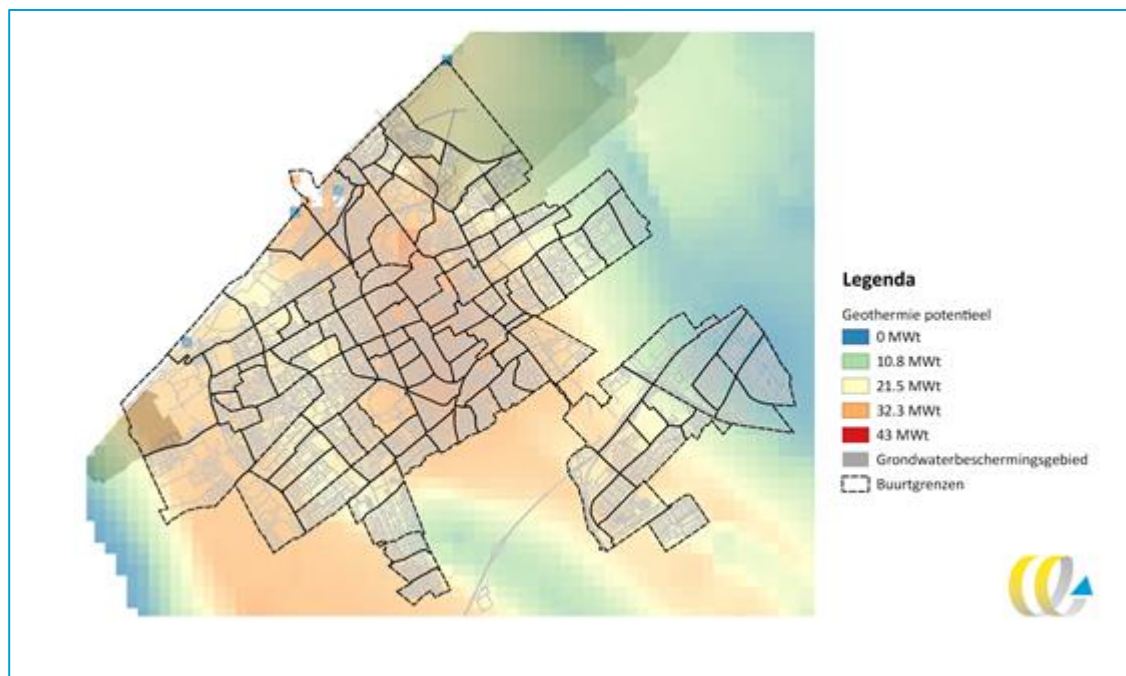 Legenda
Geothermie potentieel
0 MWt
10.8 MWt
21.5 MWt
32.3 MWt
43 MWt
Grondwaterbeschermingsgebied
Buurtgrenzen